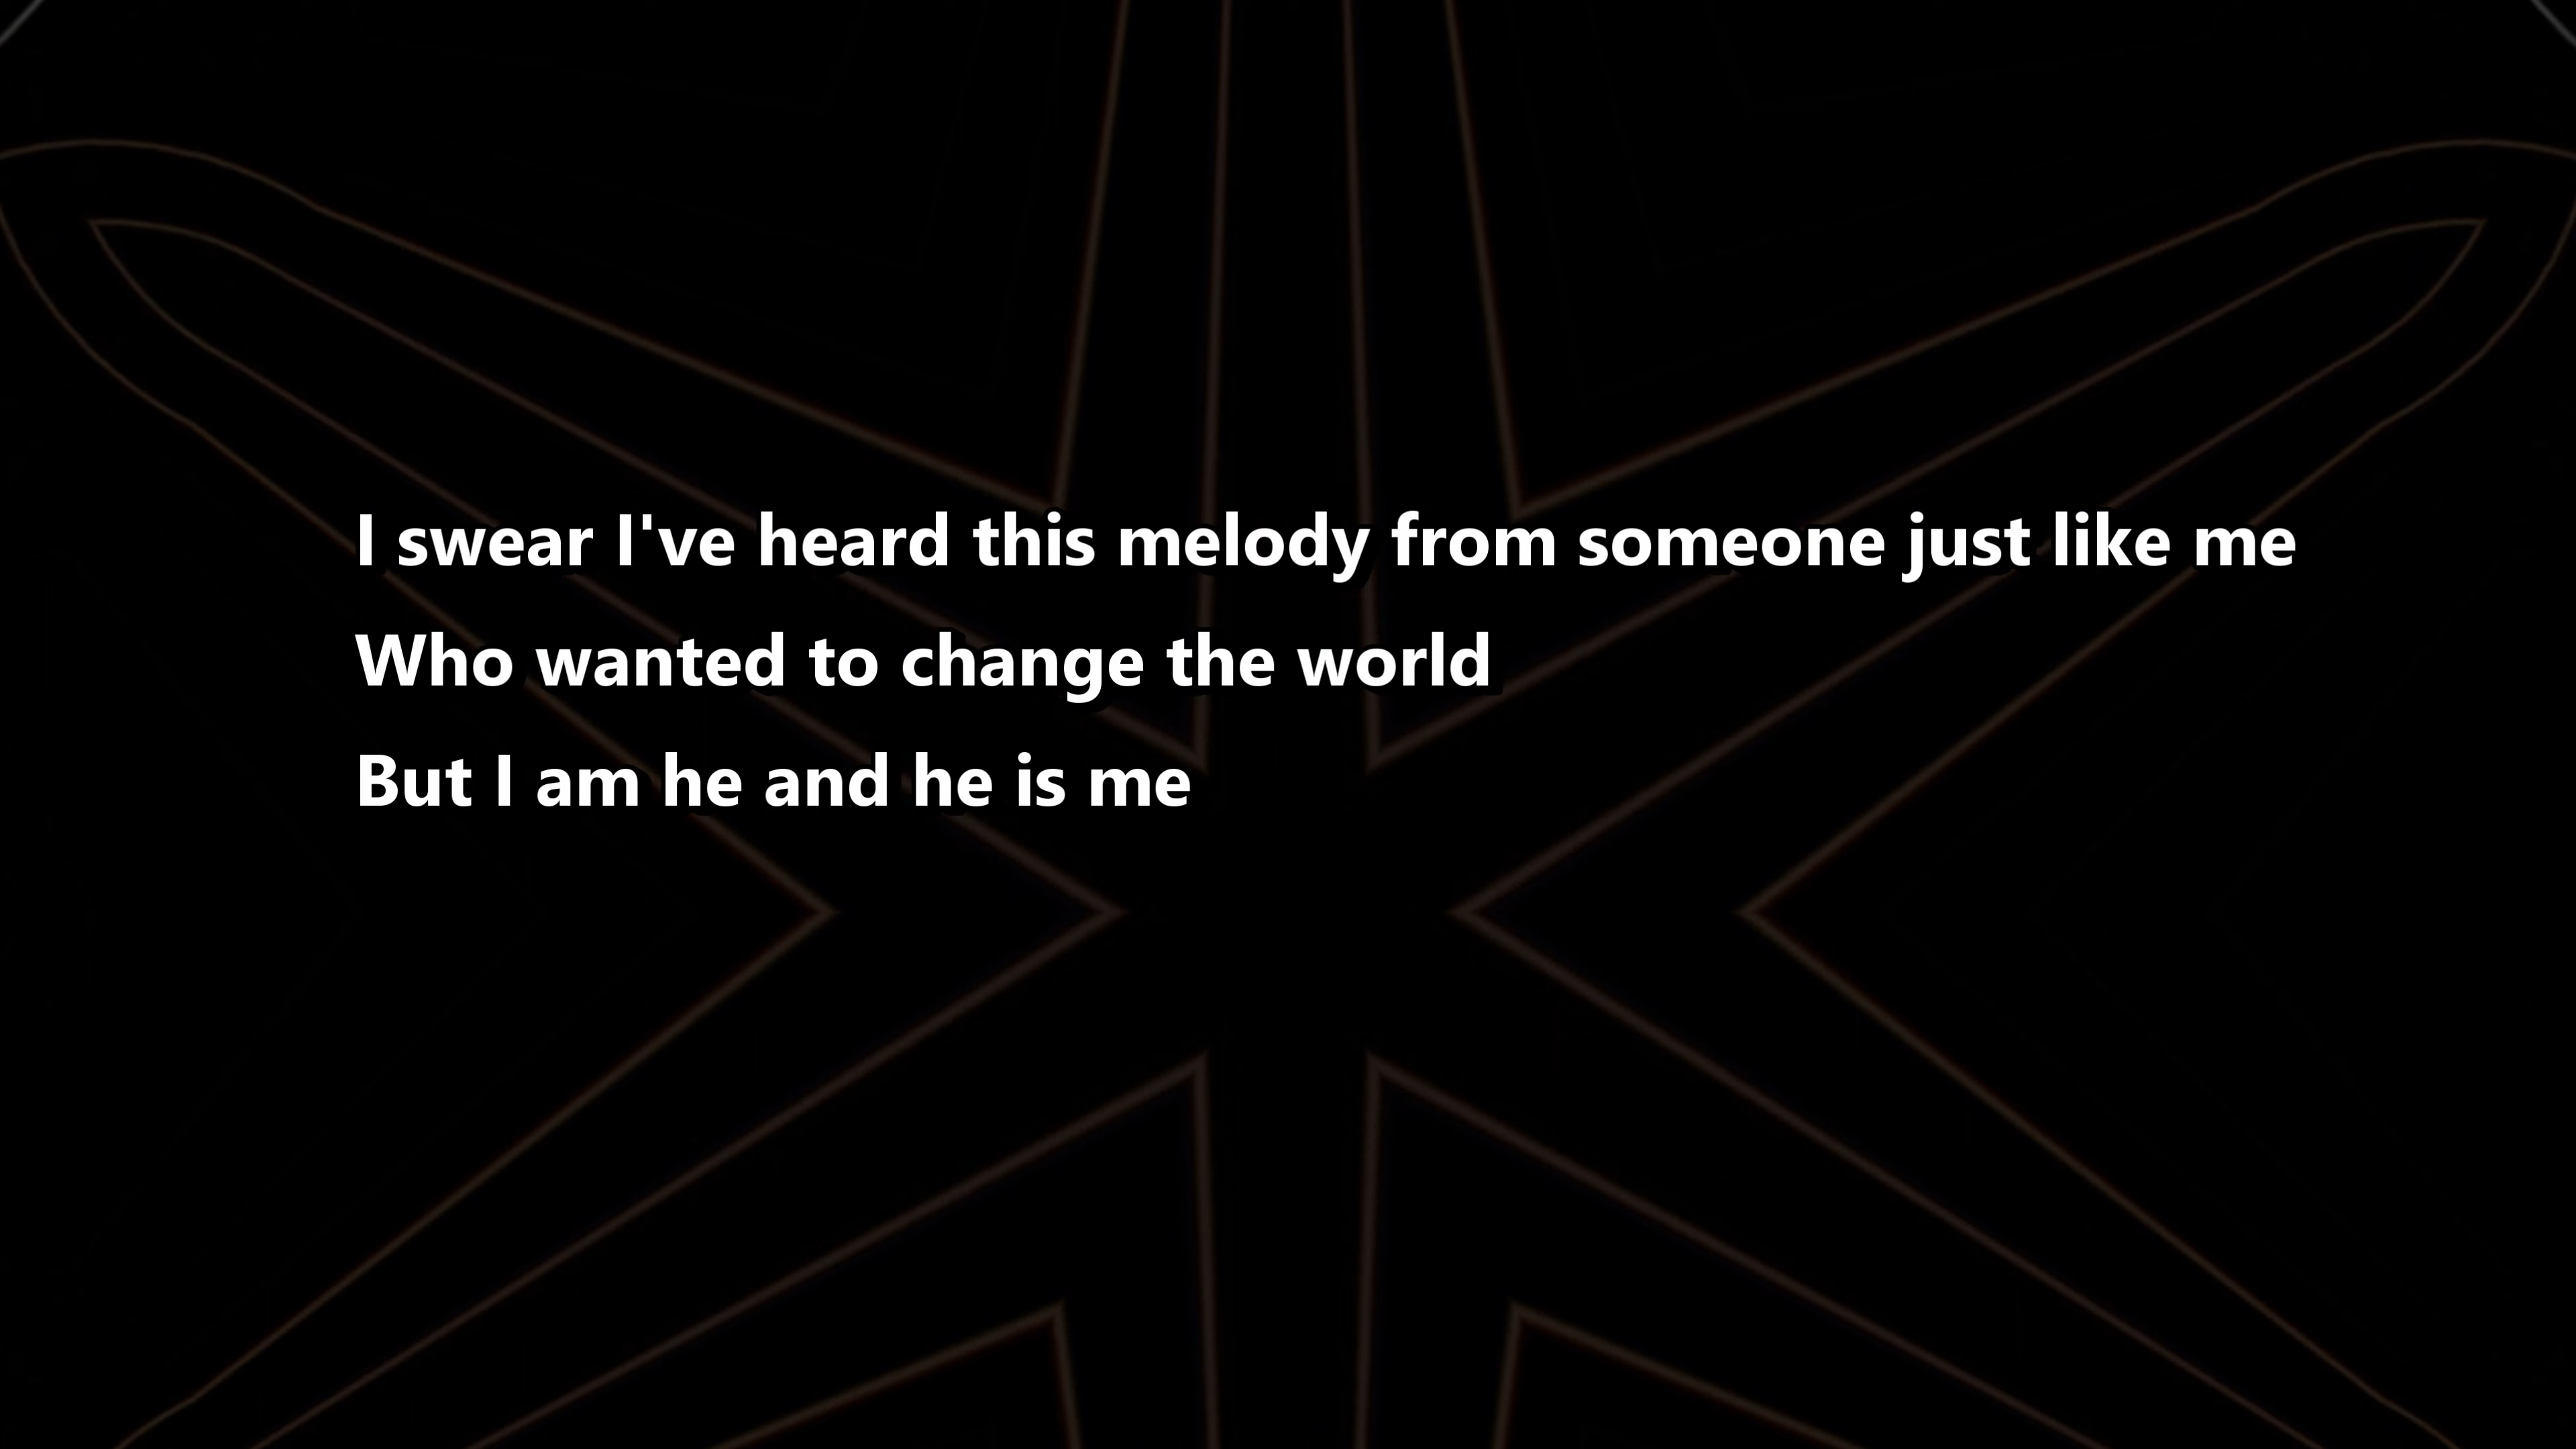 I swear I've heard this melody from someone just like me
Who wanted to change the world
But I am he and he is me